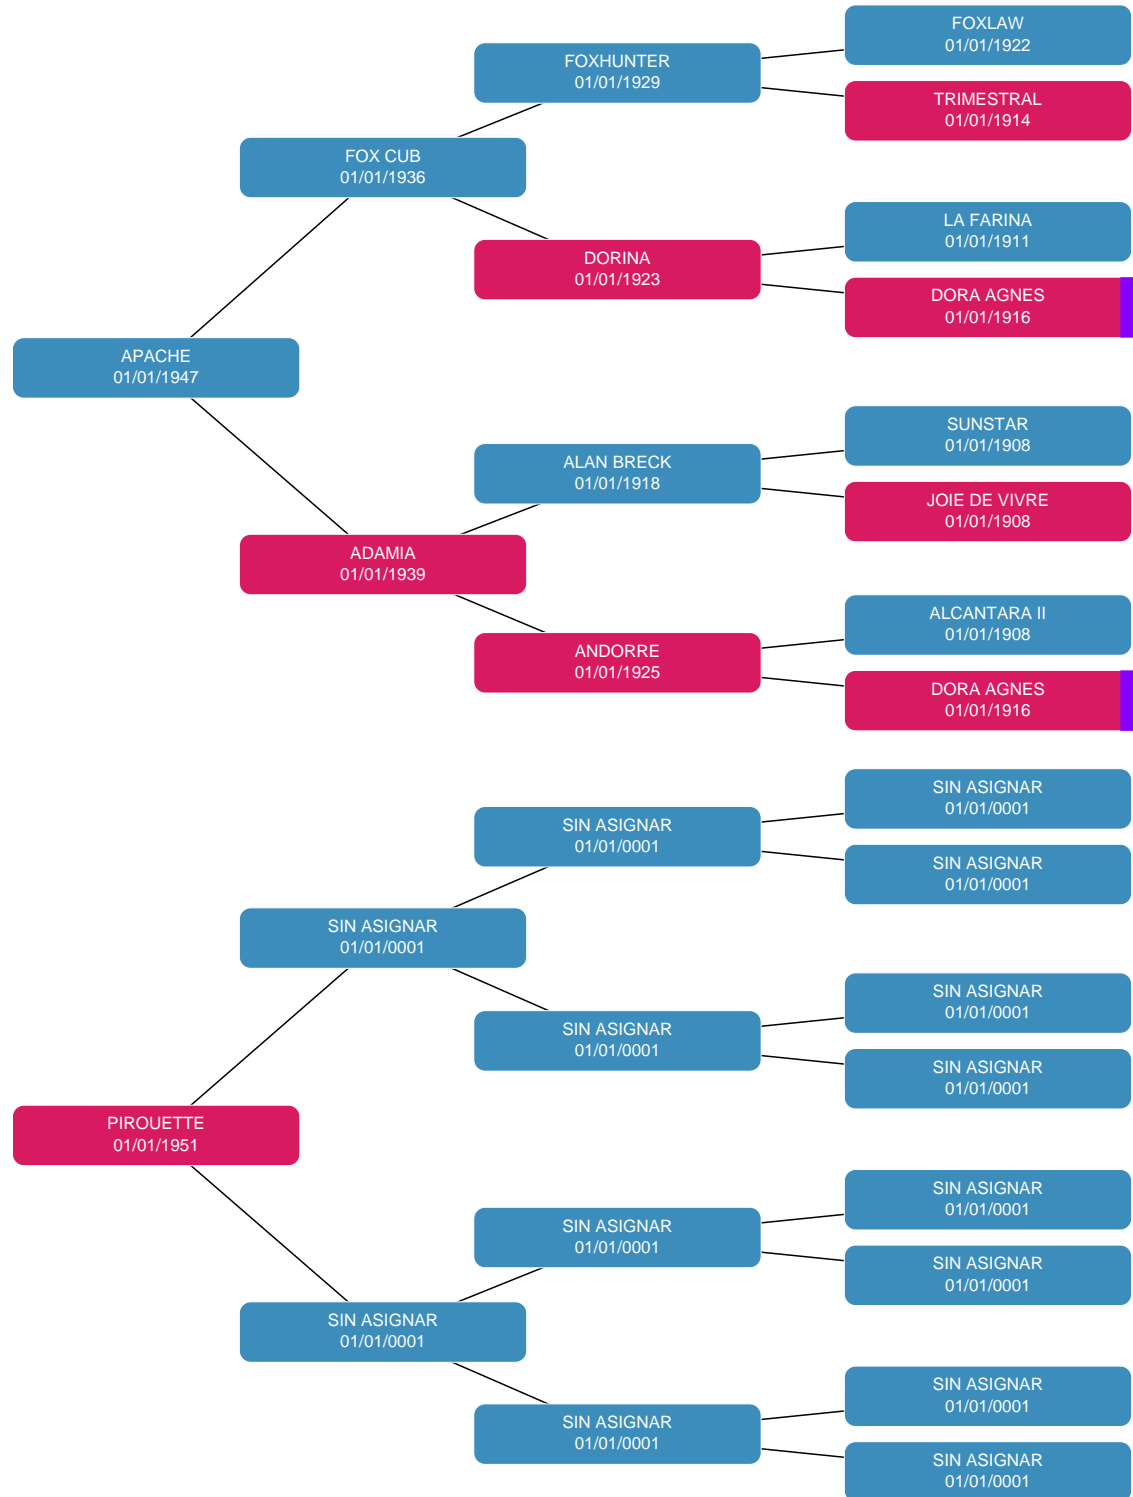 FOXLAW
01/01/1922
FOXHUNTER
01/01/1929
TRIMESTRAL
01/01/1914
FOX CUB
01/01/1936
LA FARINA
01/01/1911
DORINA
01/01/1923
DORA AGNES
01/01/1916
APACHE
01/01/1947
SUNSTAR
01/01/1908
ALAN BRECK
01/01/1918
JOIE DE VIVRE
01/01/1908
ADAMIA
01/01/1939
ALCANTARA II
01/01/1908
ANDORRE
01/01/1925
DORA AGNES
01/01/1916
SIN ASIGNAR
01/01/0001
SIN ASIGNAR
01/01/0001
SIN ASIGNAR
01/01/0001
SIN ASIGNAR
01/01/0001
SIN ASIGNAR
01/01/0001
SIN ASIGNAR
01/01/0001
SIN ASIGNAR
01/01/0001
PIROUETTE
01/01/1951
SIN ASIGNAR
01/01/0001
SIN ASIGNAR
01/01/0001
SIN ASIGNAR
01/01/0001
SIN ASIGNAR
01/01/0001
SIN ASIGNAR
01/01/0001
SIN ASIGNAR
01/01/0001
SIN ASIGNAR
01/01/0001